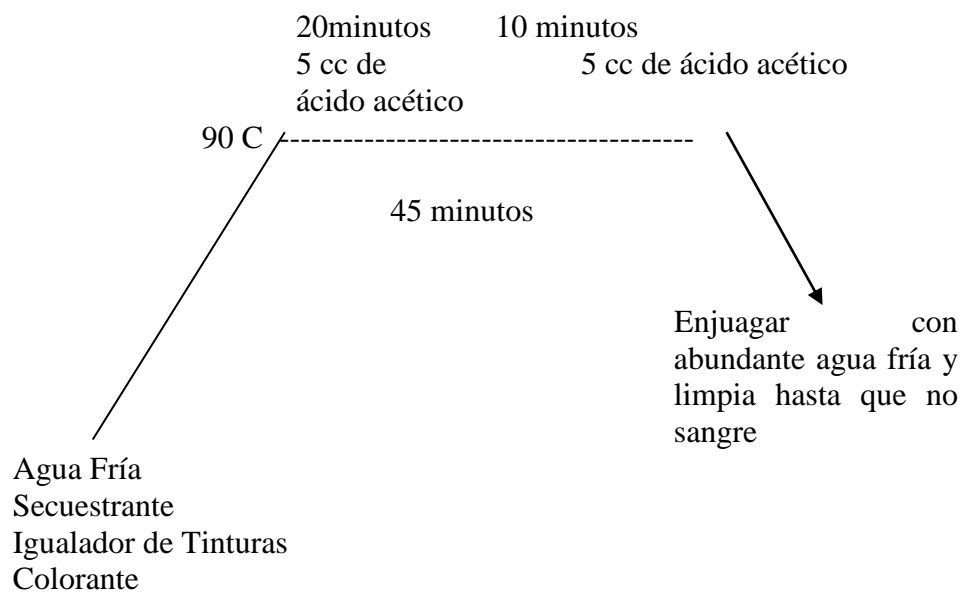 20minutos 10 minutos
5 cc de 5 cc de ácido acético
ácido acético
90 C
45 minutos
Enjuagar con
abundante agua fría y
limpia hasta que no
sangre
Agua Fría
Secuestrante
Igualador de Tinturas
Colorante